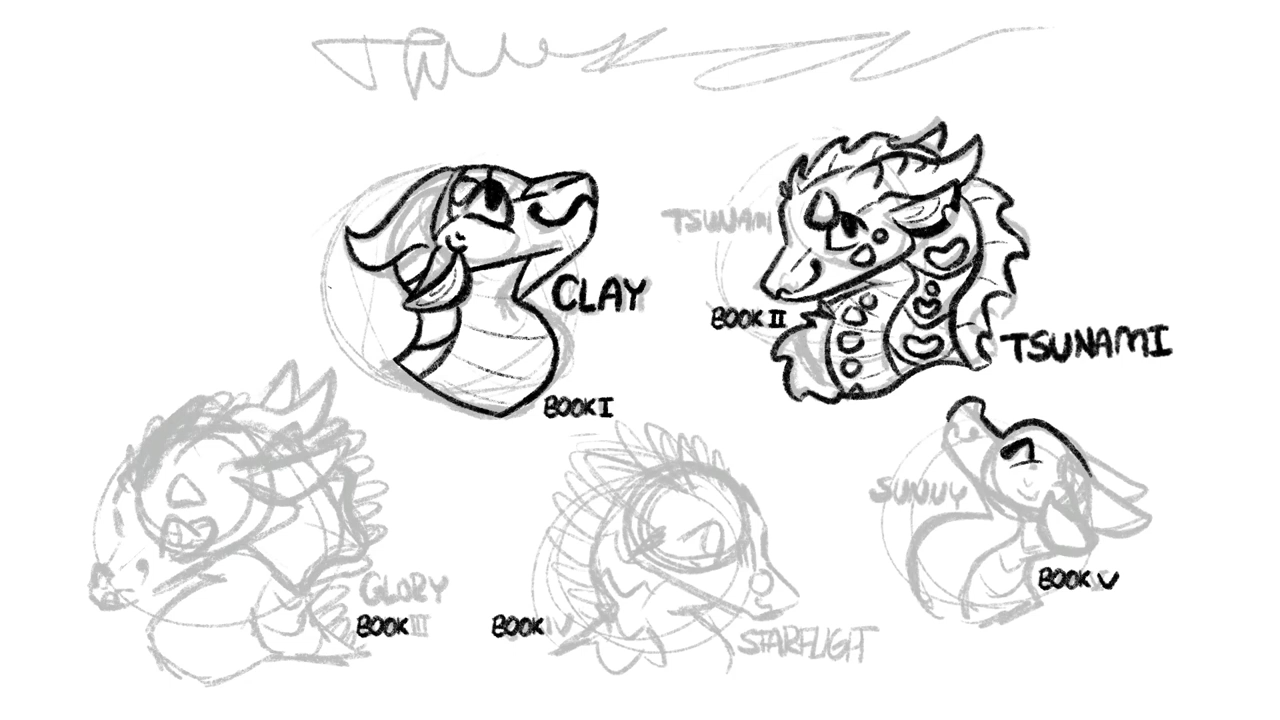 TSUNAMI
CLAY
BOOK II
TSUNAMI
BOOK I
SUNNY
BOOK V
GLORY
BOOK III
BOOK IV
STARFLIGHT